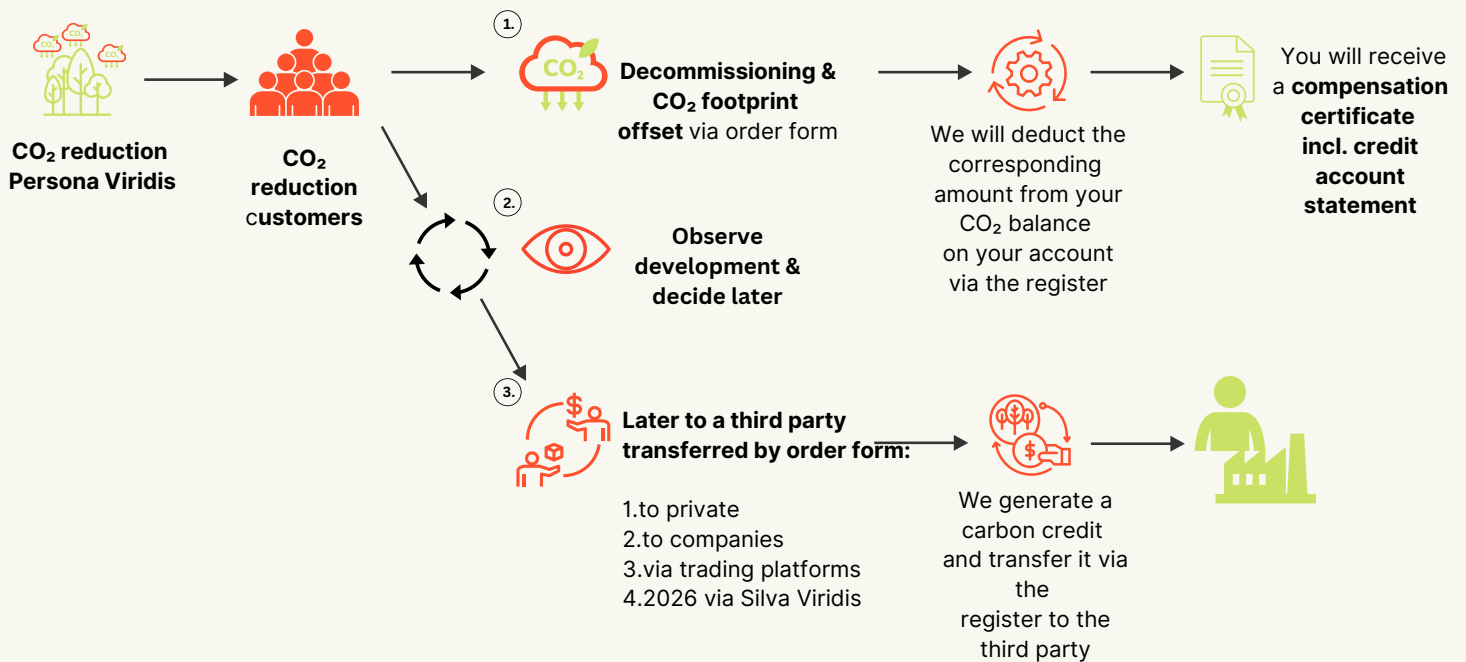 CO₂
CO₂
CO₂
CO₂ reduction
Persona Viridis
CO₂
reduction
customers
1.
CO₂
Decommissioning &
CO₂ footprint
offset via order form
We will deduct the
corresponding
amount from your
CO₂ balance
on your account
via the register
You will receive
a compensation
certificate
incl. credit
account
statement
2.
Observe
development &
decide later
3.
$
Later to a third party
transferred by order form:
1.to private
2.to companies
3.via trading platforms
4.2026 via Silva Viridis
$
We generate a
carbon credit
and transfer it via
the
register to the
third party